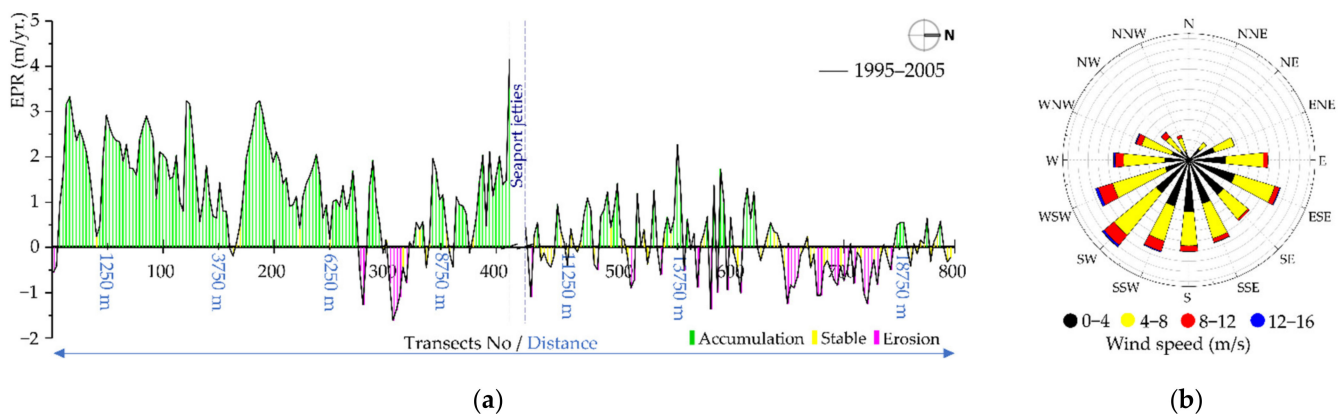 5
4
3
2
1
0
−1
−2
EPR (m/yr.)
N
1995–2005
Seaport jetties
100
200
300
400
500
600
700
800
1250 m
3750 m
6250 m
8750 m
11250 m
13750 m
18750 m
Accumulation
Stable
Erosion
Transects No / Distance
(a)
N
NNE
NE
ENE
E
ESE
SE
SSE
S
SSW
SW
WSW
W
WNW
NW
NNW
0–4
4–8
8–12
12–16
Wind speed (m/s)
(b)